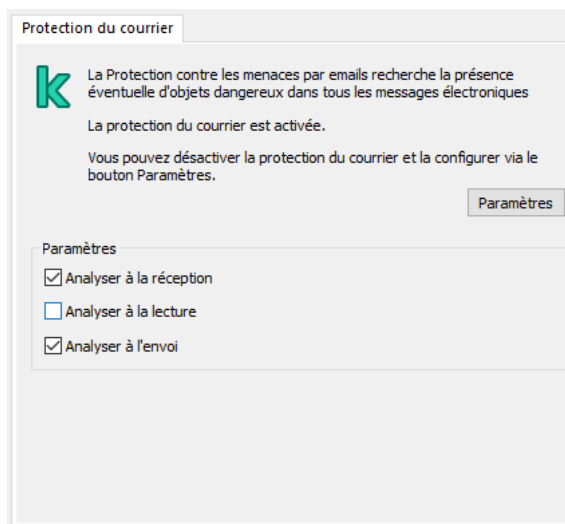 Protection du courrier
La Protection contre les menaces par emails recherche la présence
éventuelle d'objets dangereux dans tous les messages électroniques
La protection du courrier est activée.
Vous pouvez désactiver la protection du courrier et la configurer via le
bouton Paramètres.
Paramètres
Paramètres
Analyser à la réception
Analyser à la lecture
Analyser à l'envoi